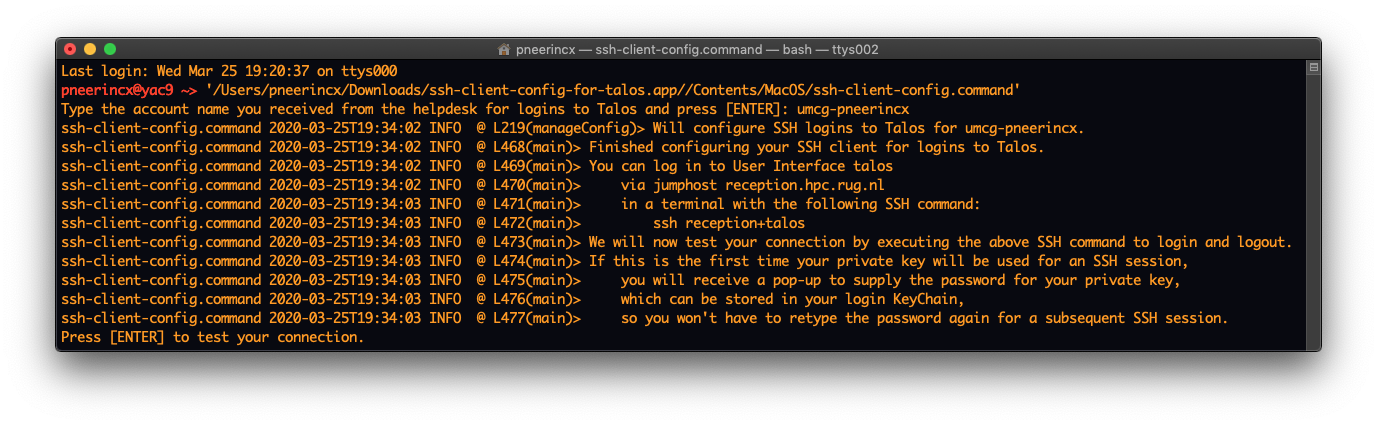 pneerincx — ssh-client-config.command — bash — ttys002
Last login: Wed Mar 25 19:20:37 on ttys000
pneerincx@yac9 ~> '/Users/pneerincx/Downloads/ssh-client-config-for-talos.app//Contents/MacOS/ssh-client-config.command'
Type the account name you received from the helpdesk for logins to Talos and press [ENTER]: umcg-pneerincx
ssh-client-config.command 2020-03-25T19:34:02 INFO  @ L219(manageConfig)> Will configure SSH logins to Talos for umcg-pneerincx.
ssh-client-config.command 2020-03-25T19:34:02 INFO  @ L468(main)> Finished configuring your SSH client for logins to Talos.
ssh-client-config.command 2020-03-25T19:34:02 INFO  @ L469(main)> You can log in to User Interface talos
ssh-client-config.command 2020-03-25T19:34:02 INFO  @ L470(main)>     via jumphost reception.hpc.rug.nl
ssh-client-config.command 2020-03-25T19:34:03 INFO  @ L471(main)>     in a terminal with the following SSH command:
ssh-client-config.command 2020-03-25T19:34:03 INFO  @ L472(main)>         ssh reception+talos
ssh-client-config.command 2020-03-25T19:34:03 INFO  @ L473(main)> We will now test your connection by executing the above SSH command to login and logout.
ssh-client-config.command 2020-03-25T19:34:03 INFO  @ L474(main)> If this is the first time your private key will be used for an SSH session,
ssh-client-config.command 2020-03-25T19:34:03 INFO  @ L475(main)>     you will receive a pop-up to supply the password for your private key,
ssh-client-config.command 2020-03-25T19:34:03 INFO  @ L476(main)>     which can be stored in your login KeyChain,
ssh-client-config.command 2020-03-25T19:34:03 INFO  @ L477(main)>     so you won't have to retype the password again for a subsequent SSH session.
Press [ENTER] to test your connection.